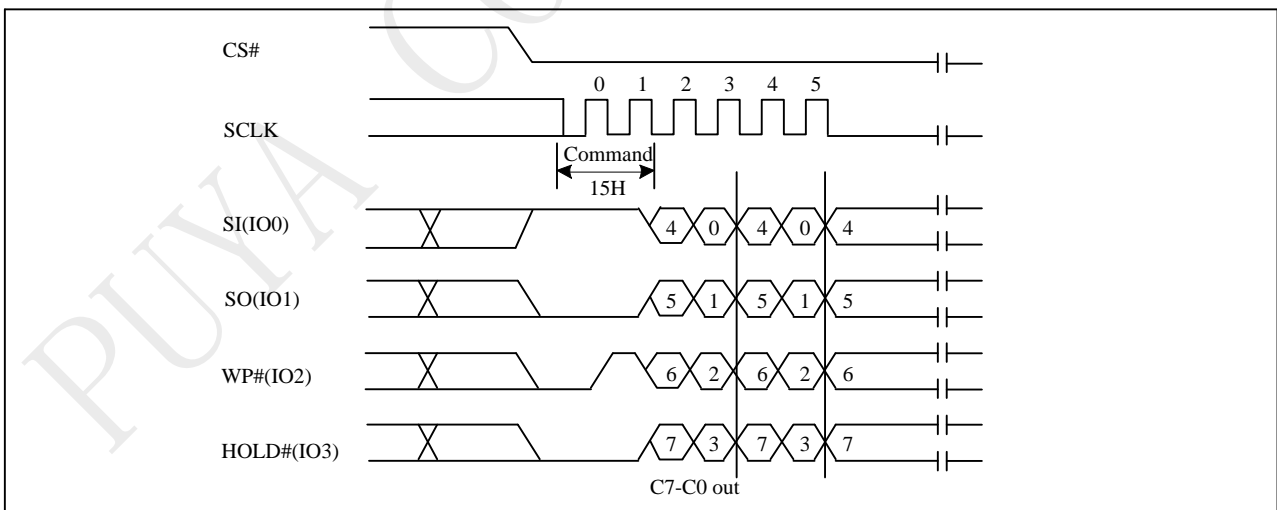 PUYA CO
CS#
0 1 2 3 4 5
SCLK
Command
15H
SI(IO0) 4 0 4 0 4
SO(IO1) 5 1 5 1 5
WP#(IO2) 6 2 6 2 6
HOLD#(IO3) 7 3 7 3 7
C7-C0 out